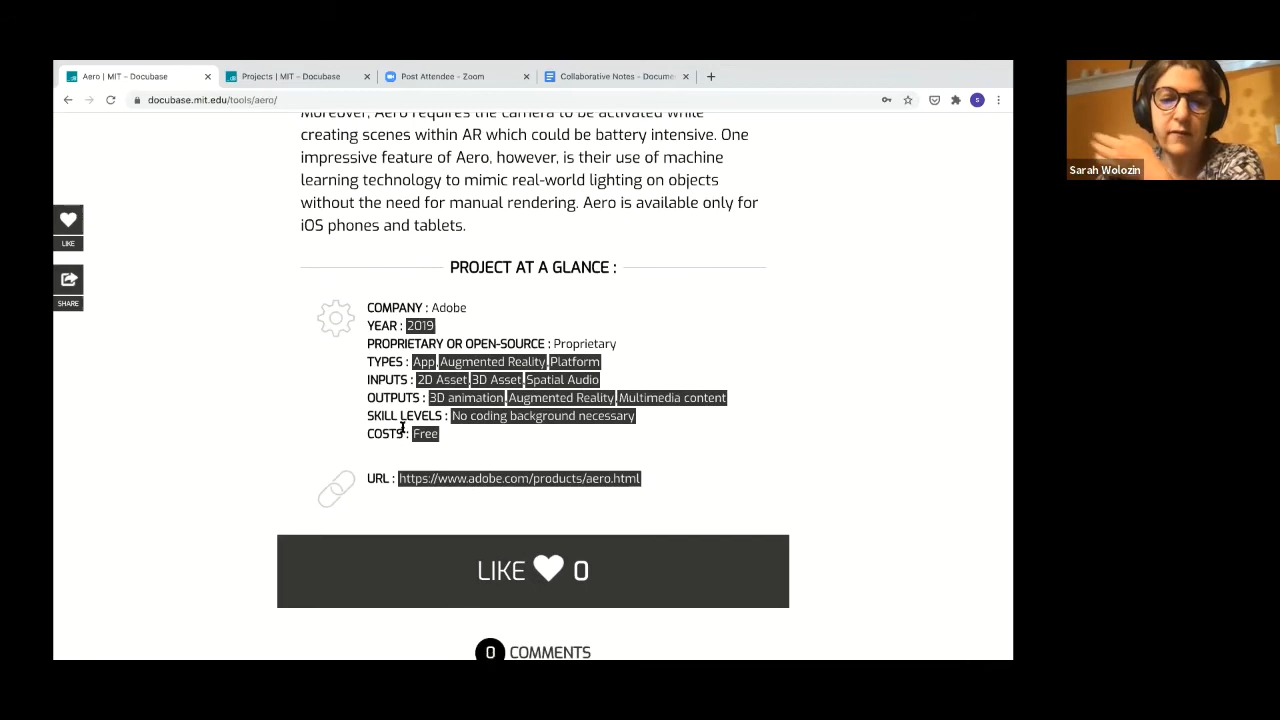 Aero | MIT – Docubase
Projects | MIT – Docubase
Post Attendee - Zoom
Collaborative Notes - Docume
docubase.mit.edu/tools/aero/
S
Sarah Wolozin
Moreover, Aero requires the camera to be activated while
creating scenes within AR which could be battery intensive. One
impressive feature of Aero, however, is their use of machine
learning technology to mimic real-world lighting on objects
without the need for manual rendering. Aero is available only for
iOS phones and tablets.
LIKE
SHARE
PROJECT AT A GLANCE :
COMPANY : Adobe
YEAR : 2019
PROPRIETARY OR OPEN-SOURCE : Proprietary
TYPES : App,Augmented Reality,Platform
INPUTS : 2D Asset,3D Asset,Spatial Audio
OUTPUTS : 3D animation,Augmented Reality,Multimedia content
SKILL LEVELS : No coding background necessary
COSTS : Free
URL : https://www.adobe.com/products/aero.html
LIKE 0
0 COMMENTS